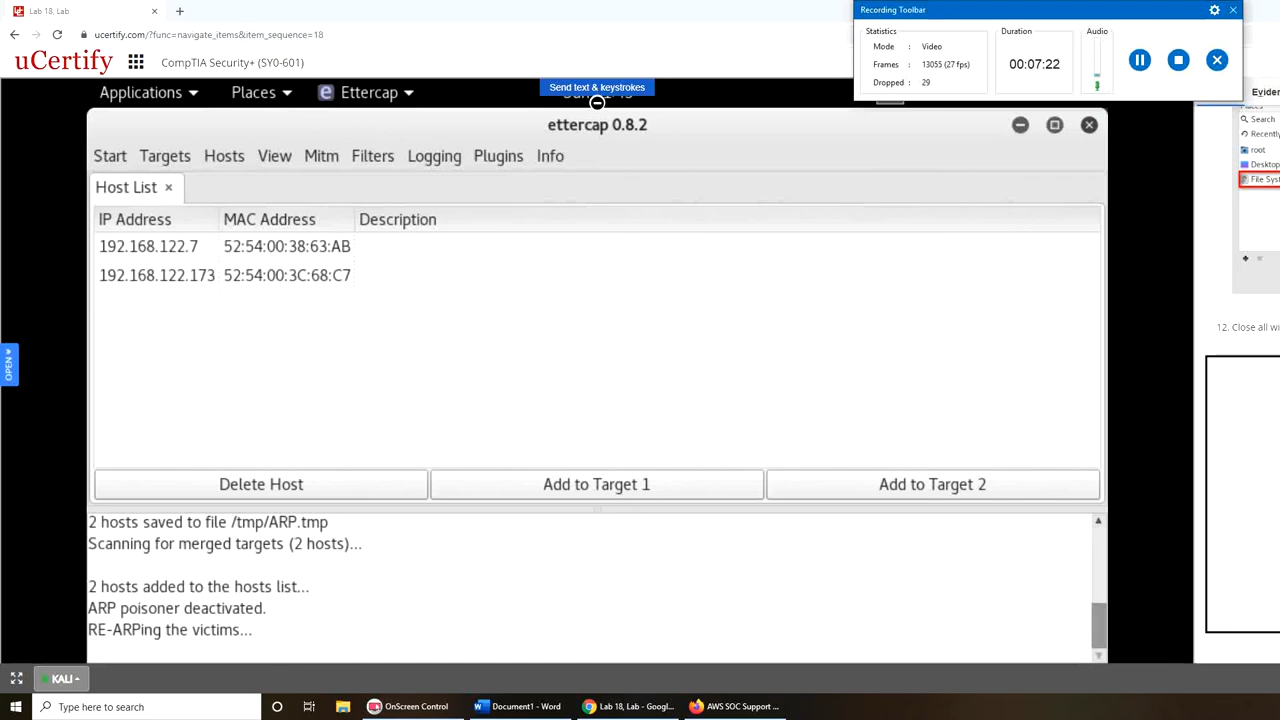 Lab 18, Lab
Recording Toolbar
Statistics
Mode : Video
Frames : 13055 (27 fps)
Dropped : 29
Duration
00:07:22
Audio
ucertify.com/?func=navigate_items&item_sequence=18
uCertify
CompTIA Security+ (SY0-601)
Applications
Places
Ettercap
Send text & keystrokes
ettercap 0.8.2
Start Targets Hosts View Mitm Filters Logging Plugins Info
Host List
IP Address MAC Address Description
192.168.122.7 52:54:00:38:63:AB
192.168.122.173 52:54:00:3C:68:C7
Delete Host
Add to Target 1
Add to Target 2
2 hosts saved to file /tmp/ARP.tmp
Scanning for merged targets (2 hosts)...
2 hosts added to the hosts list...
ARP poisoner deactivated.
RE-ARPing the victims...
OPEN
Search
root
12. Close all
KALI
Type here to search
OnScreen Control
Document1 - Word
Lab 18, Lab - Googl...
AWS SOC Support ...